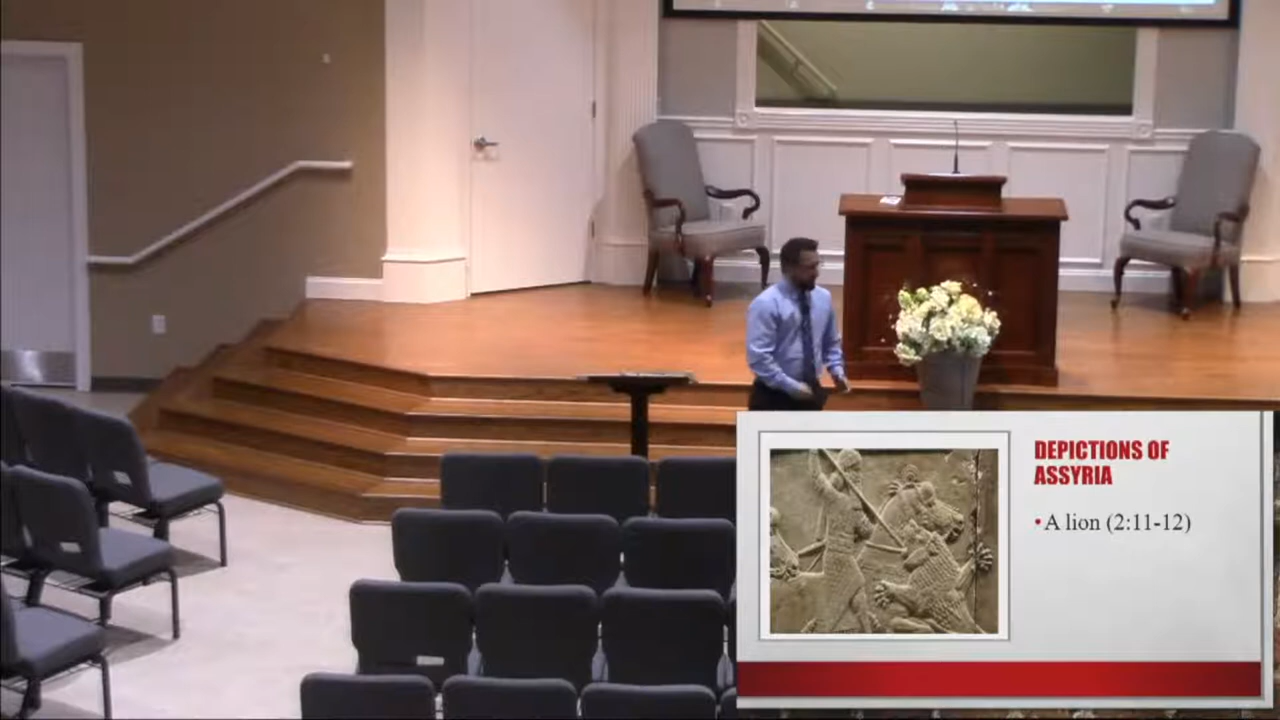 DEPICTIONS OF
ASSYRIA
•A lion (2:11-12)